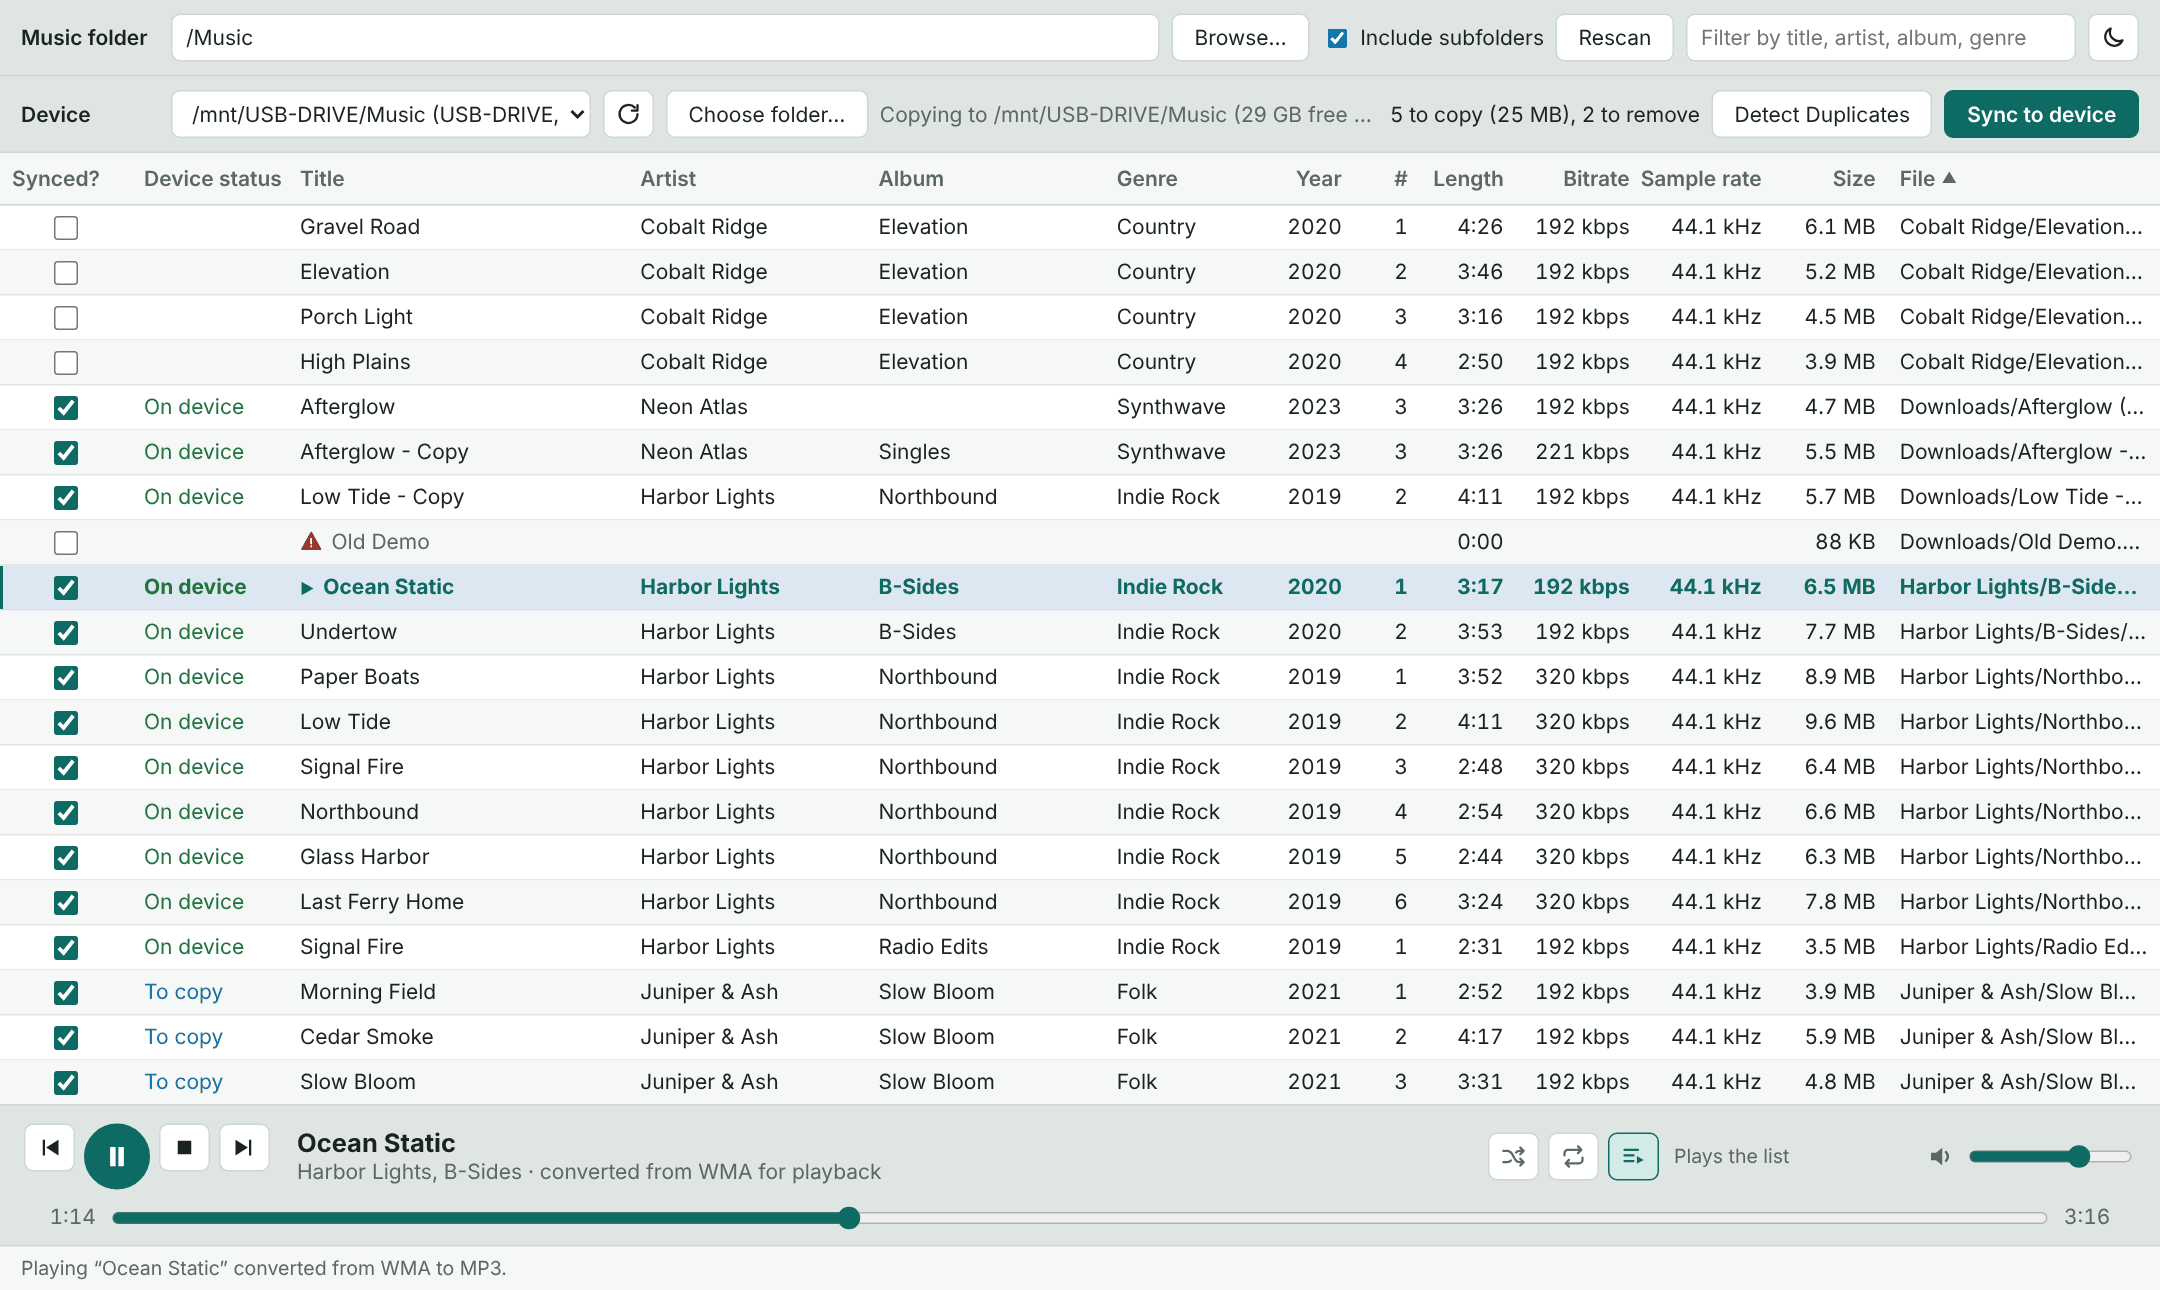 Music folder /Music Browse... Include subfolders Rescan Filter by title, artist, album, genre
Device /mnt/USB-DRIVE/Music (USB-DRIVE, Choose folder... Copying to /mnt/USB-DRIVE/Music (29 GB free ... 5 to copy (25 MB), 2 to remove Detect Duplicates Sync to device
Synced? Device status Title Artist Album Genre Year # Length Bitrate Sample rate Size File ▲
Gravel Road Cobalt Ridge Elevation Country 2020 1 4:26 192 kbps 44.1 kHz 6.1 MB Cobalt Ridge/Elevation...
Elevation Cobalt Ridge Elevation Country 2020 2 3:46 192 kbps 44.1 kHz 5.2 MB Cobalt Ridge/Elevation...
Porch Light Cobalt Ridge Elevation Country 2020 3 3:16 192 kbps 44.1 kHz 4.5 MB Cobalt Ridge/Elevation...
High Plains Cobalt Ridge Elevation Country 2020 4 2:50 192 kbps 44.1 kHz 3.9 MB Cobalt Ridge/Elevation...
On device Afterglow Neon Atlas Synthwave 2023 3 3:26 192 kbps 44.1 kHz 4.7 MB Downloads/Afterglow (...
On device Afterglow - Copy Neon Atlas Singles Synthwave 2023 3 3:26 221 kbps 44.1 kHz 5.5 MB Downloads/Afterglow -...
On device Low Tide - Copy Harbor Lights Northbound Indie Rock 2019 2 4:11 192 kbps 44.1 kHz 5.7 MB Downloads/Low Tide -...
Old Demo 0:00 88 KB Downloads/Old Demo....
On device ▶ Ocean Static Harbor Lights B-Sides Indie Rock 2020 1 3:17 192 kbps 44.1 kHz 6.5 MB Harbor Lights/B-Side...
On device Undertow Harbor Lights B-Sides Indie Rock 2020 2 3:53 192 kbps 44.1 kHz 7.7 MB Harbor Lights/B-Sides/...
On device Paper Boats Harbor Lights Northbound Indie Rock 2019 1 3:52 320 kbps 44.1 kHz 8.9 MB Harbor Lights/Northbo...
On device Low Tide Harbor Lights Northbound Indie Rock 2019 2 4:11 320 kbps 44.1 kHz 9.6 MB Harbor Lights/Northbo...
On device Signal Fire Harbor Lights Northbound Indie Rock 2019 3 2:48 320 kbps 44.1 kHz 6.4 MB Harbor Lights/Northbo...
On device Northbound Harbor Lights Northbound Indie Rock 2019 4 2:54 320 kbps 44.1 kHz 6.6 MB Harbor Lights/Northbo...
On device Glass Harbor Harbor Lights Northbound Indie Rock 2019 5 2:44 320 kbps 44.1 kHz 6.3 MB Harbor Lights/Northbo...
On device Last Ferry Home Harbor Lights Northbound Indie Rock 2019 6 3:24 320 kbps 44.1 kHz 7.8 MB Harbor Lights/Northbo...
On device Signal Fire Harbor Lights Radio Edits Indie Rock 2019 1 2:31 192 kbps 44.1 kHz 3.5 MB Harbor Lights/Radio Ed...
To copy Morning Field Juniper & Ash Slow Bloom Folk 2021 1 2:52 192 kbps 44.1 kHz 3.9 MB Juniper & Ash/Slow Bl...
To copy Cedar Smoke Juniper & Ash Slow Bloom Folk 2021 2 4:17 192 kbps 44.1 kHz 5.9 MB Juniper & Ash/Slow Bl...
To copy Slow Bloom Juniper & Ash Slow Bloom Folk 2021 3 3:31 192 kbps 44.1 kHz 4.8 MB Juniper & Ash/Slow Bl...
Ocean Static
Harbor Lights, B-Sides · converted from WMA for playback
Plays the list
1:14 3:16
Playing “Ocean Static” converted from WMA to MP3.